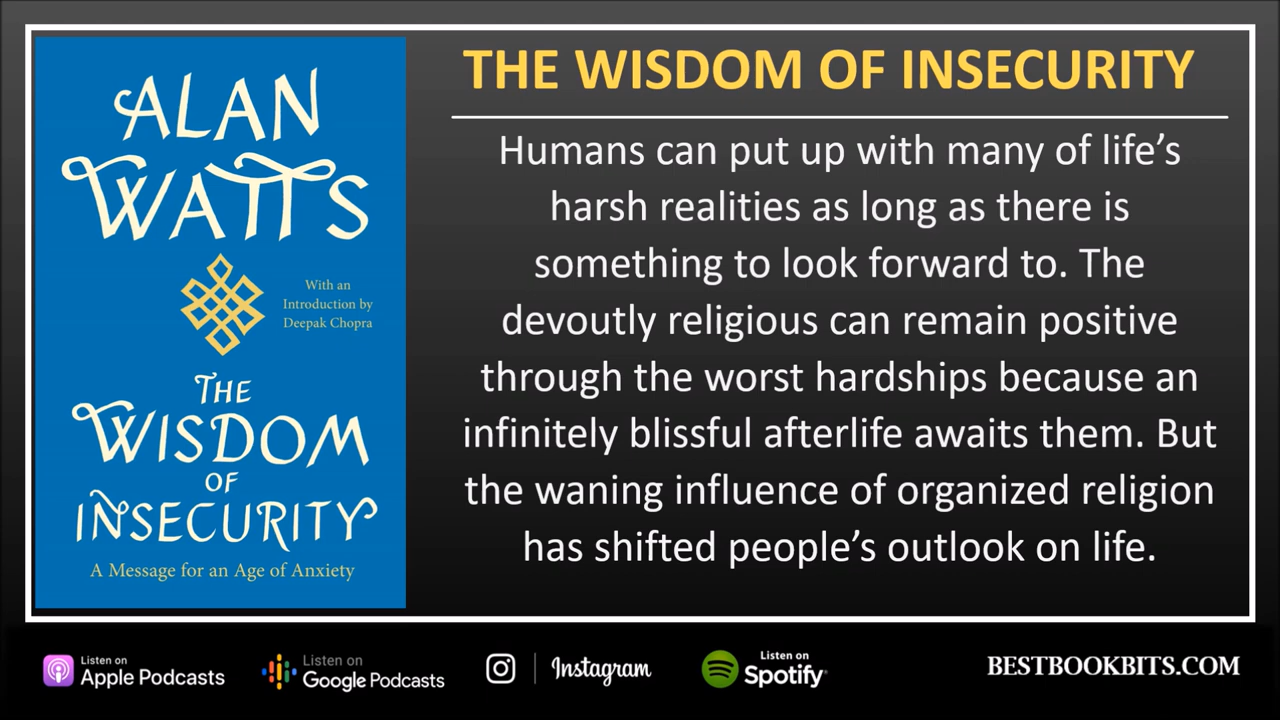 ALAN
WATTS
With an
Introduction by
Deepak Chopra
THE
WISDOM
OF
INSECURITY
A Message for an Age of Anxiety
THE WISDOM OF INSECURITY
Humans can put up with many of life’s
harsh realities as long as there is
something to look forward to. The
devoutly religious can remain positive
through the worst hardships because an
infinitely blissful afterlife awaits them. But
the waning influence of organized religion
has shifted people’s outlook on life.
Listen on
Apple Podcasts
Listen on
Google Podcasts
Instagram
Listen on
Spotify
BESTBOOKBITS.COM